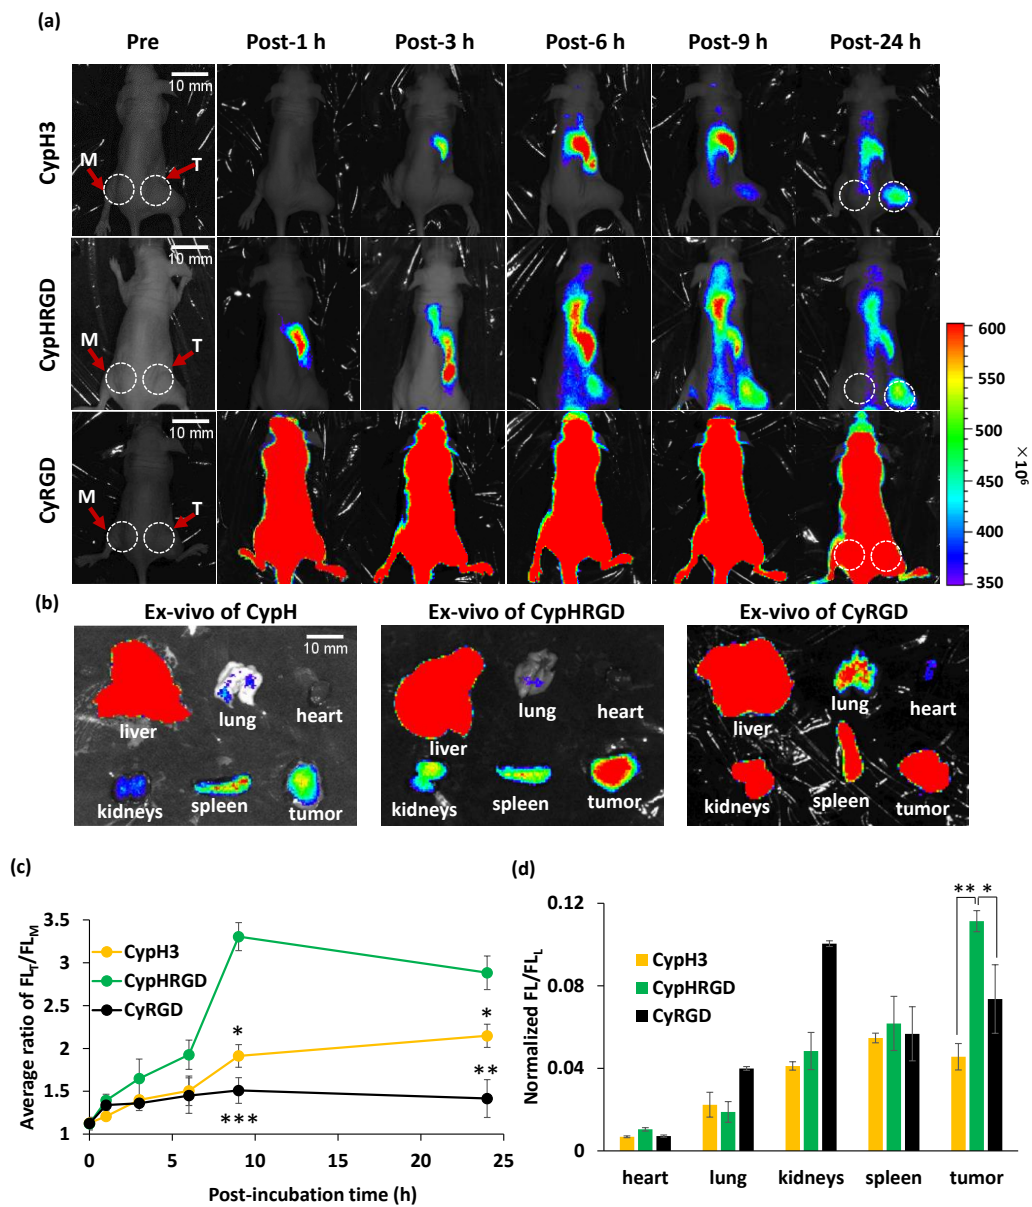 (a)
Pre Post-1 h Post-3 h Post-6 h Post-9 h Post-24 h
CypH3
10 mm
M
T
CypHRGD
10 mm
M
T
CyRGD
10 mm
M
T
600
550
500
400
350
×10⁶
(b)
Ex-vivo of CypH Ex-vivo of CypHRGD Ex-vivo of CyRGD
10 mm
liver lung heart
kidneys spleen tumor
liver lung heart
kidneys spleen tumor
liver lung heart
kidneys spleen tumor
(c)
Average ratio of FL_T/FL_M
3.5
3
2.5
2
1.5
1
CypH3
CypHRGD
CyRGD
*
***
*
**
0 5 10 15 20 25
Post-incubation time (h)
(d)
Normalized FL/FL_L
0.12
0.08
0.04
0
CypH3
CypHRGD
CyRGD
** *
heart lung kidneys spleen tumor